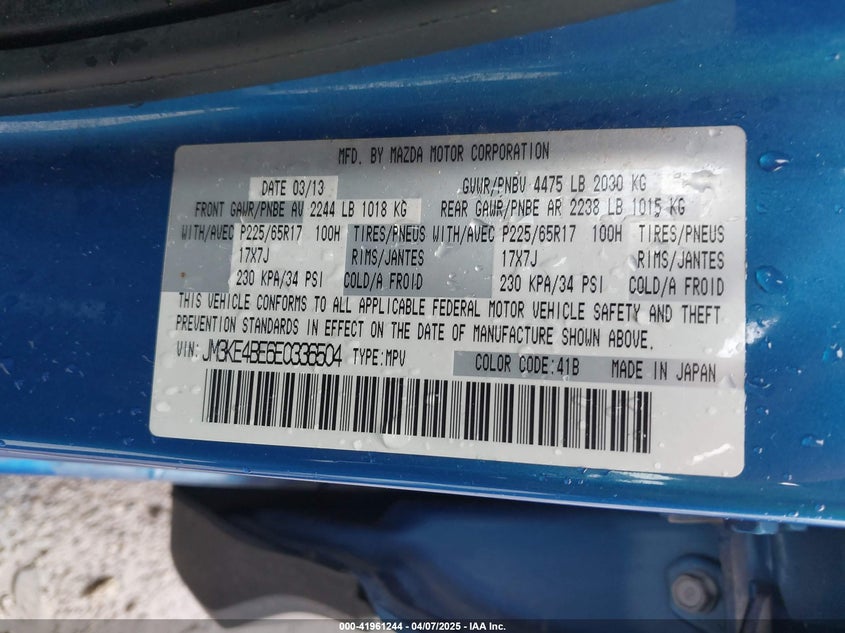 MFD. BY MAZDA MOTOR CORPORATION
DATE 03/13 GVWR/PNBV 4475 LB 2030 KG
FRONT GAWR/PNBE AV 2244 LB 1018 KG REAR GAWR/PNBE AR 2238 LB 1015 KG
WITH/AVEC P225/65R17 100H TIRES/PNEUS WITH/AVEC P225/65R17 100H TIRES/PNEUS
17X7J RIMS/JANTES 17X7J RIMS/JANTES
230 KPA/34 PSI COLD/A FROID 230 KPA/34 PSI COLD/A FROID
THIS VEHICLE CONFORMS TO ALL APPLICABLE FEDERAL MOTOR VEHICLE SAFETY AND THEFT
PREVENTION STANDARDS IN EFFECT ON THE DATE OF MANUFACTURE SHOWN ABOVE.
VIN: JM3KE4BE6E0336504 TYPE:MPV COLOR CODE:41B MADE IN JAPAN
000-41961244 - 04/07/2025 - IAA Inc.